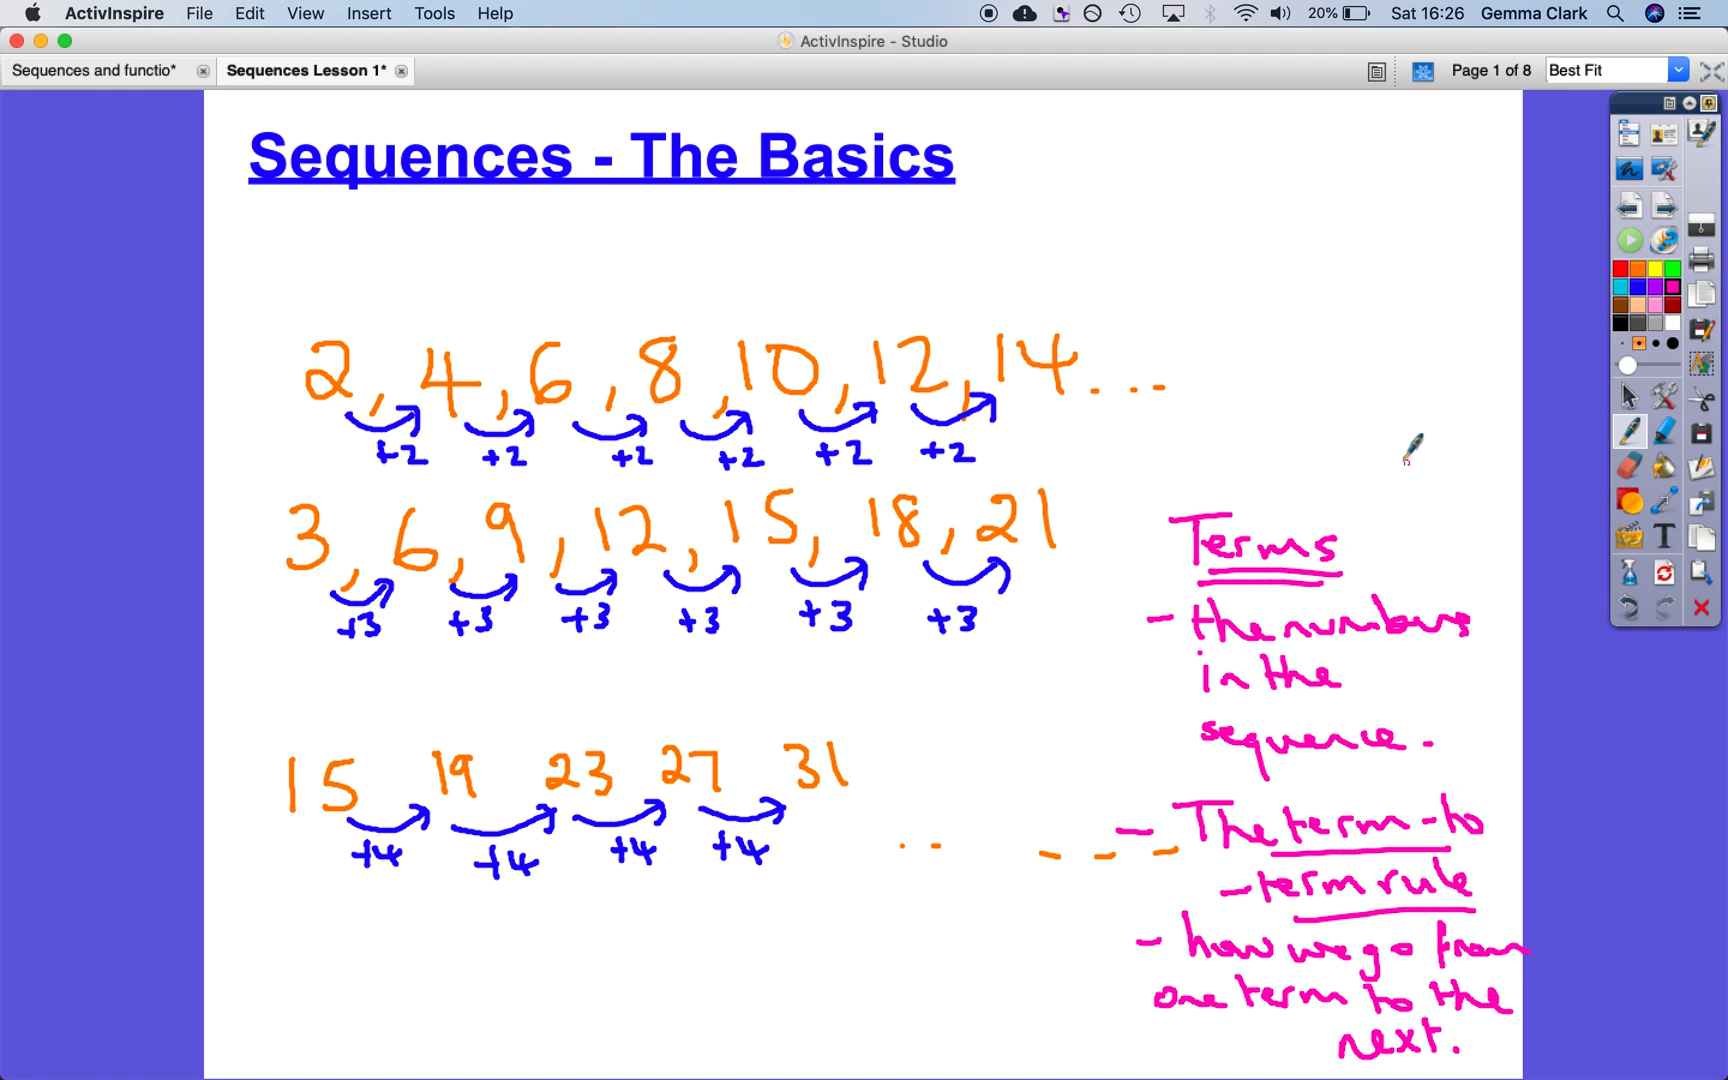 ActivInspire File Edit View Insert Tools Help 20% Sat 16:26 Gemma Clark
ActivInspire - Studio
Sequences and functio* Sequences Lesson 1* Page 1 of 8 Best Fit
Sequences - The Basics
2, 4, 6, 8, 10, 12, 14...
+2 +2 +2 +2 +2 +2
3, 6, 9, 12, 15, 18, 21
+3 +3 +3 +3 +3 +3
15 19 23 27 31
+4 +4 +4 +4
Terms
- the numbers
in the
sequence.
- The term-to
-term rule
- how we go from
one term to the
next.